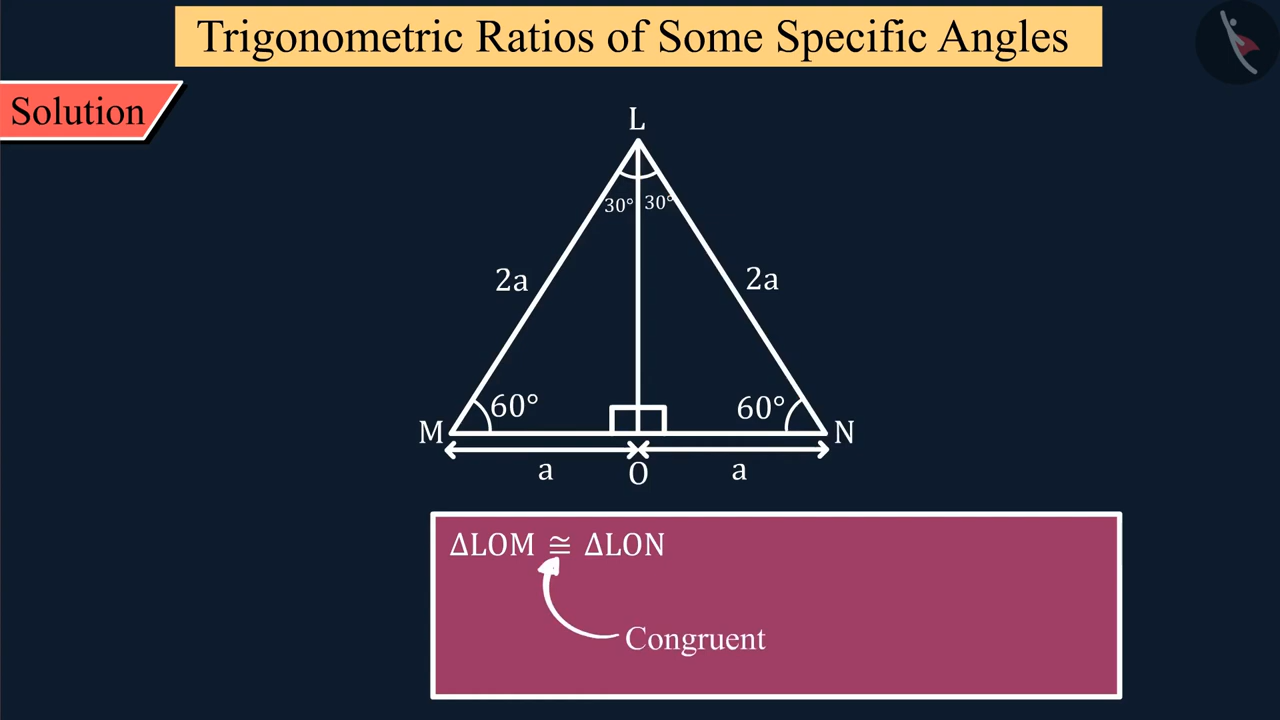 Trigonometric Ratios of Some Specific Angles
Solution
L
30° 30°
2a 2a
60° 60°
M N
a O a
ΔLOM ≅ ΔLON
Congruent